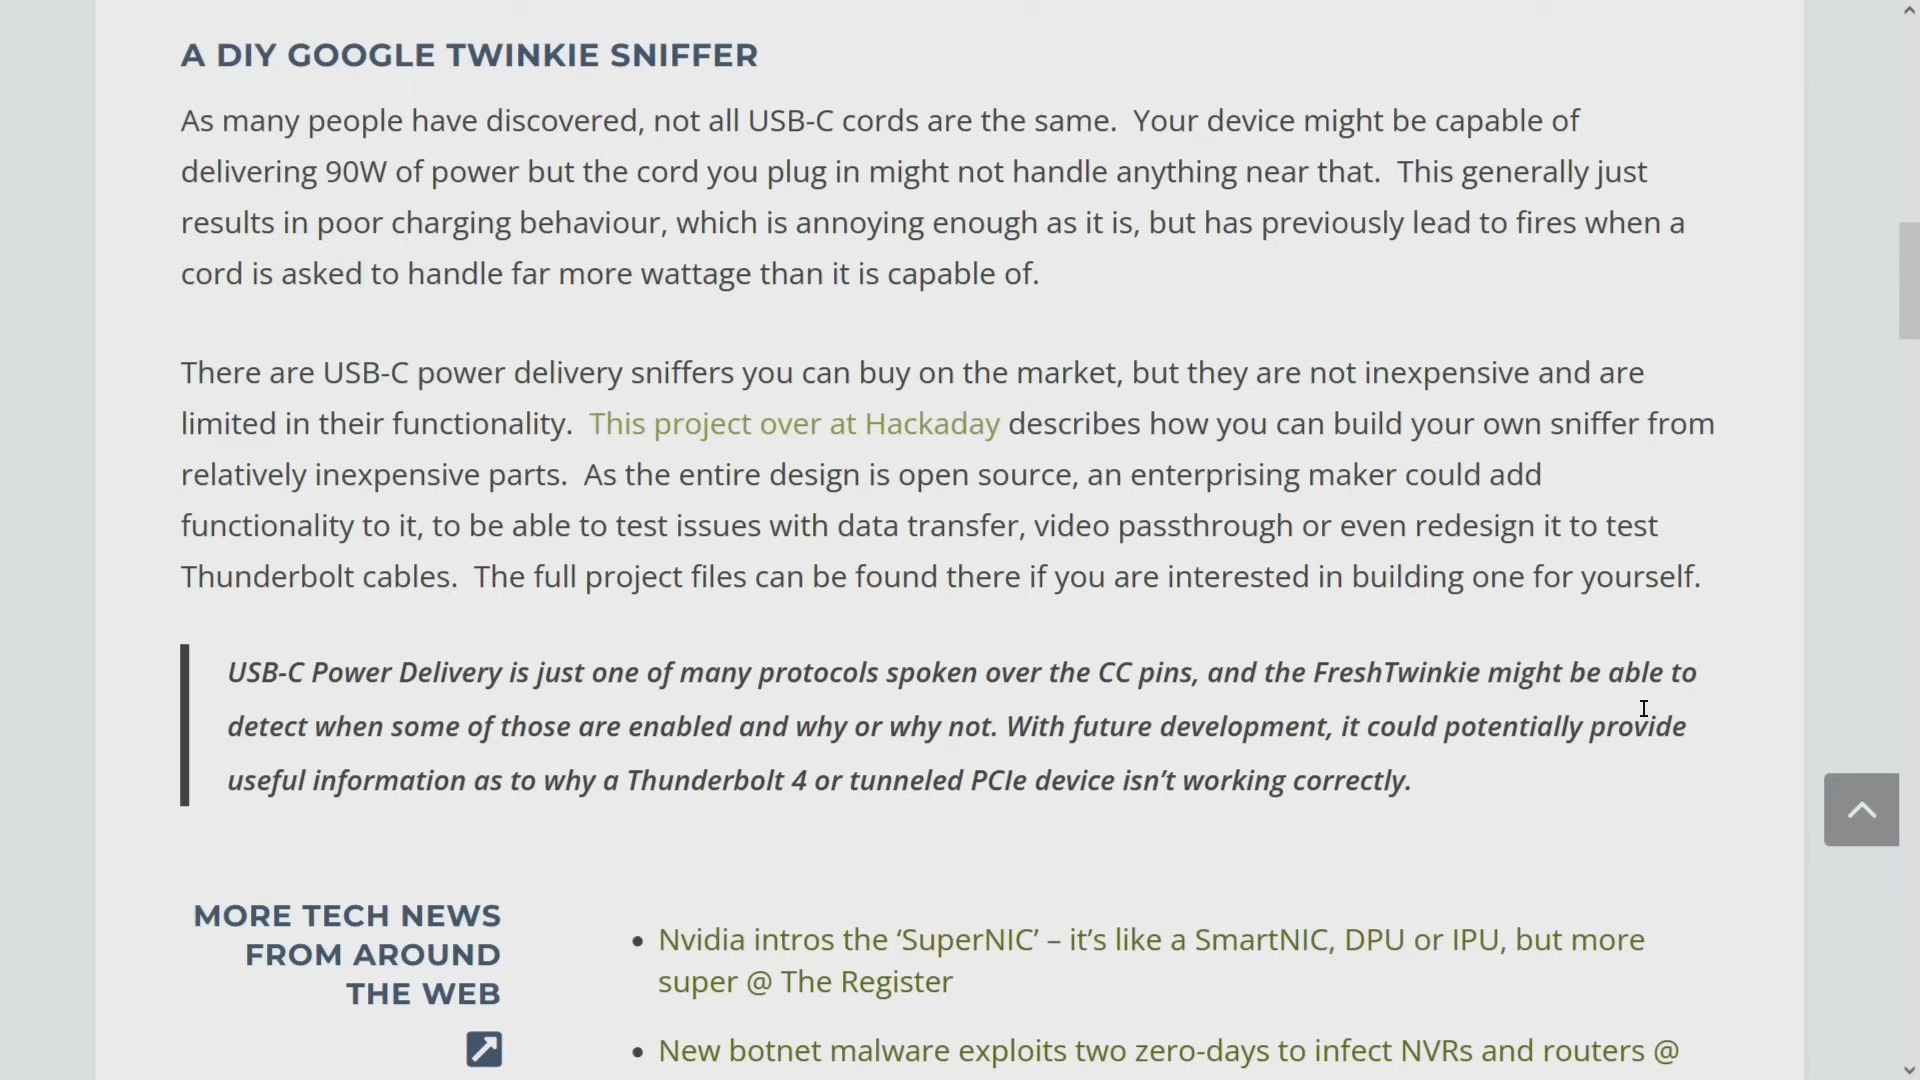 A DIY GOOGLE TWINKIE SNIFFER
As many people have discovered, not all USB-C cords are the same.  Your device might be capable of
delivering 90W of power but the cord you plug in might not handle anything near that.  This generally just
results in poor charging behaviour, which is annoying enough as it is, but has previously lead to fires when a
cord is asked to handle far more wattage than it is capable of.
There are USB-C power delivery sniffers you can buy on the market, but they are not inexpensive and are
limited in their functionality.  This project over at Hackaday describes how you can build your own sniffer from
relatively inexpensive parts.  As the entire design is open source, an enterprising maker could add
functionality to it, to be able to test issues with data transfer, video passthrough or even redesign it to test
Thunderbolt cables.  The full project files can be found there if you are interested in building one for yourself.
USB-C Power Delivery is just one of many protocols spoken over the CC pins, and the FreshTwinkie might be able to
detect when some of those are enabled and why or why not. With future development, it could potentially provide
useful information as to why a Thunderbolt 4 or tunneled PCIe device isn’t working correctly.
MORE TECH NEWS
FROM AROUND
THE WEB
• Nvidia intros the ‘SuperNIC’ – it’s like a SmartNIC, DPU or IPU, but more
super @ The Register
• New botnet malware exploits two zero-days to infect NVRs and routers @